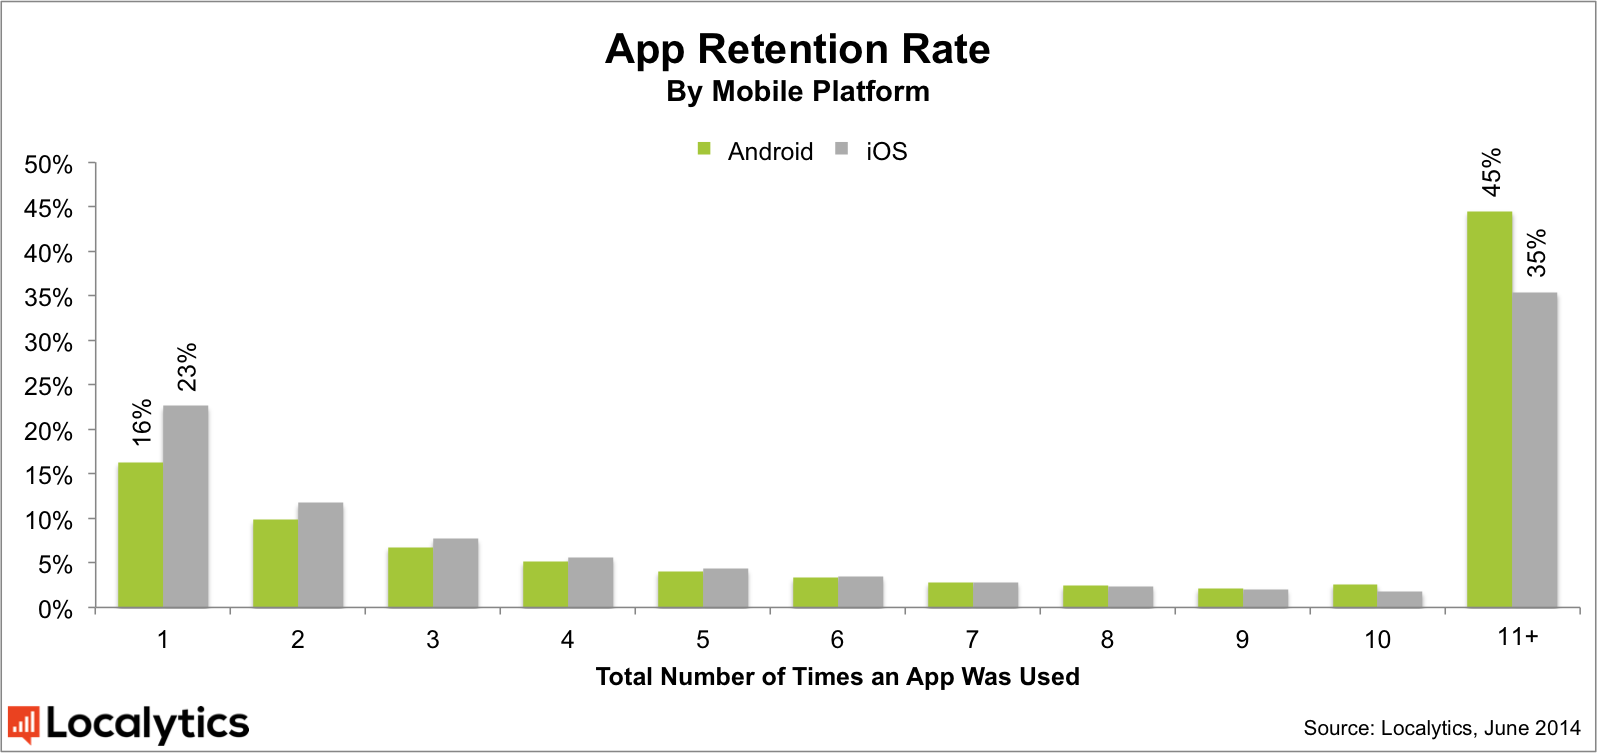 App Retention Rate
By Mobile Platform
Android iOS
50%
45%
40%
35%
30%
25%
20%
15%
10%
5%
0%
16%
23%
45%
35%
1 2 3 4 5 6 7 8 9 10 11+
Total Number of Times an App Was Used
Localytics
Source: Localytics, June 2014